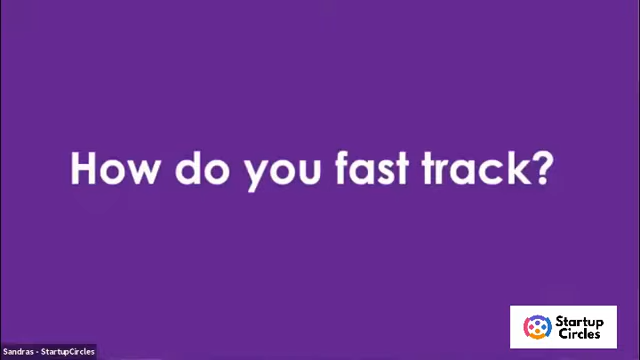 How do you fast track?
Startup
Circles
Sandras - StartupCircles